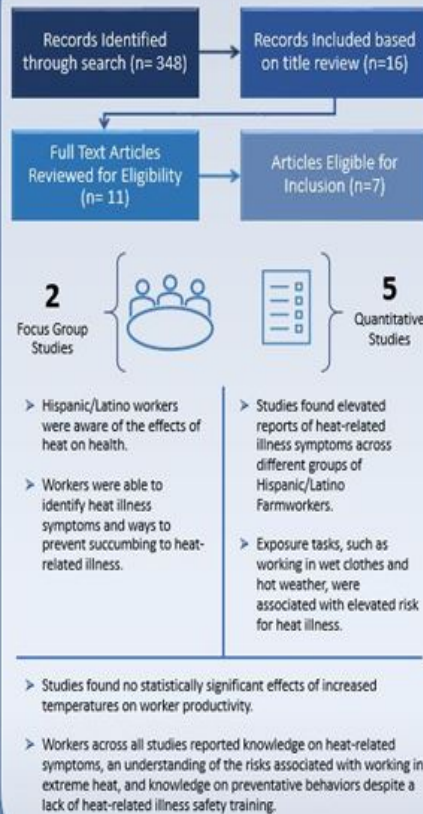 Records Identified
through search (n= 348)
Records Included based
on title review (n=16)
Full Text Articles
Reviewed for Eligibility
(n= 11)
Articles Eligible for
Inclusion (n=7)
2
Focus Group
Studies
5
Quantitative
Studies
➤ Hispanic/Latino workers
were aware of the effects of
heat on health.
➤ Workers were able to
identify heat illness
symptoms and ways to
prevent succumbing to heat-
related illness.
➤ Studies found elevated
reports of heat-related
illness symptoms across
different groups of
Hispanic/Latino
Farmworkers.
➤ Exposure tasks, such as
working in wet clothes and
hot weather, were
associated with elevated risk
for heat illness.
➤ Studies found no statistically significant effects of increased
temperatures on worker productivity.
➤ Workers across all studies reported knowledge on heat-related
symptoms, an understanding of the risks associated with working in
extreme heat, and knowledge on preventative behaviors despite a
lack of heat-related illness safety training.